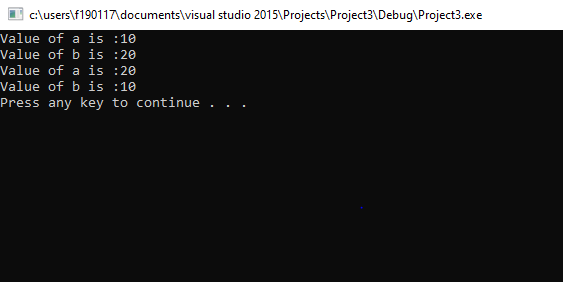 c:\users\f190117\documents\visual studio 2015\Projects\Project3\Debug\Project3.exe
Value of a is :10
Value of b is :20
Value of a is :20
Value of b is :10
Press any key to continue . . .